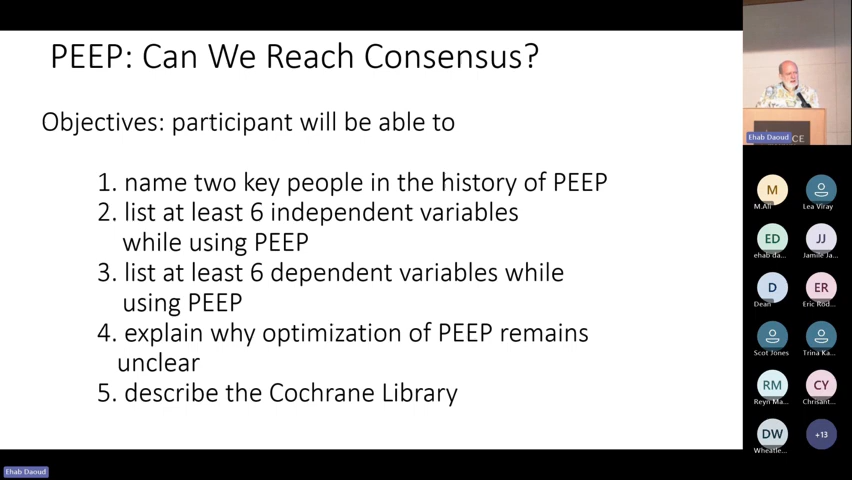 PEEP: Can We Reach Consensus?
Objectives: participant will be able to
1. name two key people in the history of PEEP
2. list at least 6 independent variables
while using PEEP
3. list at least 6 dependent variables while
using PEEP
4. explain why optimization of PEEP remains
unclear
5. describe the Cochrane Library
Ehab Daoud
CE
M
M.Ali
Lea Viray
ED
ehab da...
JJ
Jamile Ja...
D
Dean
ER
Eric Rod...
Scot Jones
Trina Ka...
RM
Reyn Ma...
CY
Chrisant...
DW
Wheatle...
+13
Ehab Daoud